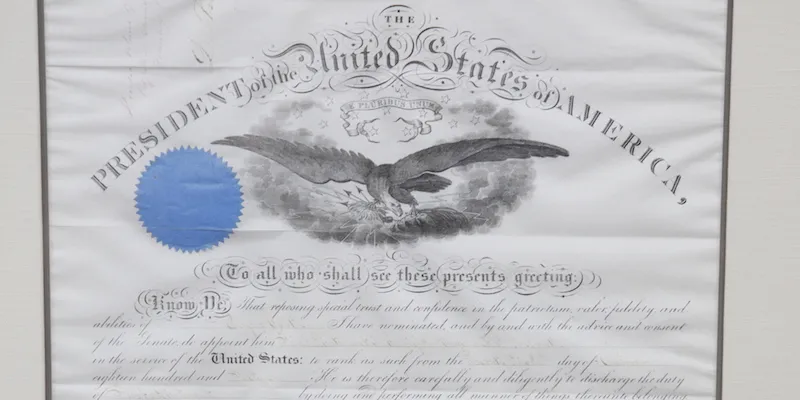 THE
PRESIDENT of the United States of AMERICA,
E PLURIBUS UNUM
To all, who shall see these presents greeting:
Know Ye, That reposing special trust and confidence in the patriotism, valor, fidelity and
abilities of I have nominated, and by and with the advice and consent
of the Senate, do appoint him
in the service of the United States: to rank as such from the day of
eighteen hundred and He is therefore carefully and diligently to discharge the duty
of by doing and performing all manner of things thereunto belonging